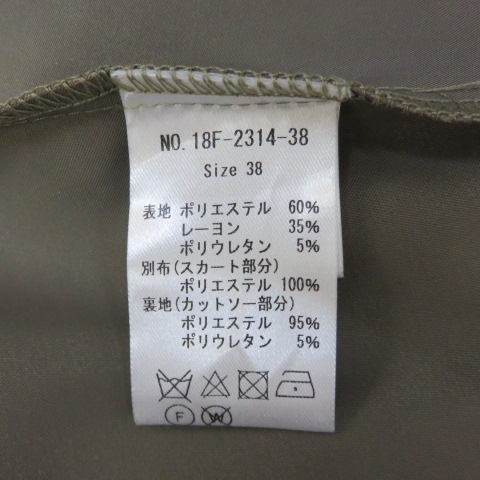 NO. 18F-2314-38
Size 38
表地 ポリエステル 60%
レーヨン 35%
ポリウレタン 5%
別布(スカート部分)
ポリエステル 100%
裏地(カットソー部分)
ポリエステル 95%
ポリウレタン 5%
F W